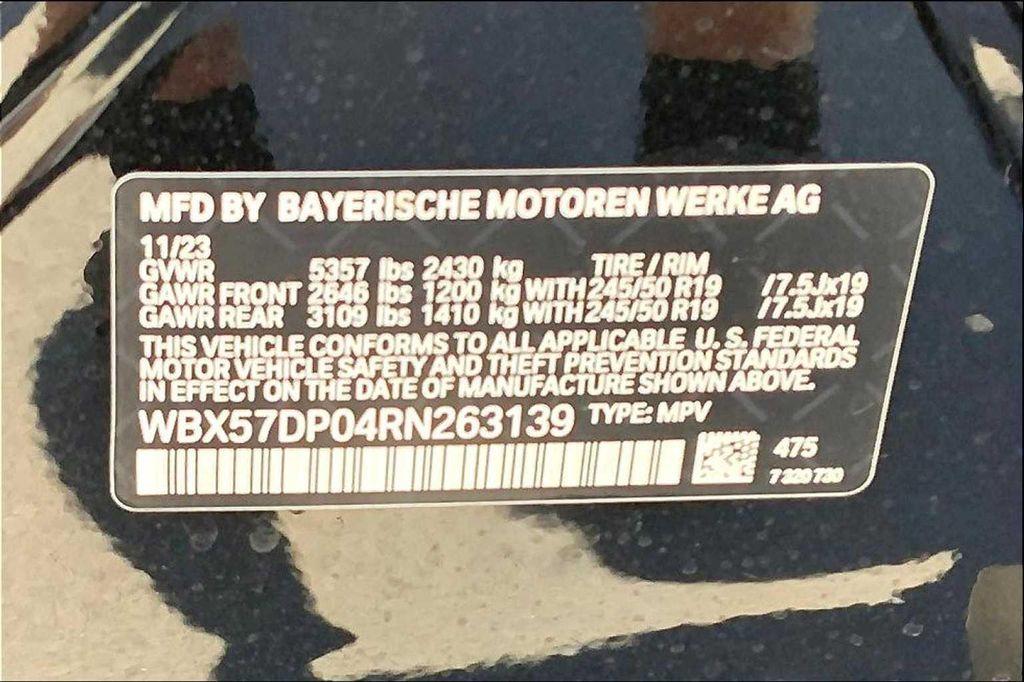 MFD BY BAYERISCHE MOTOREN WERKE AG
11/23
GVWR 5357 lbs 2430 kg TIRE / RIM
GAWR FRONT 2646 lbs 1200 kg WITH 245/50 R19 /7.5Jx19
GAWR REAR 3109 lbs 1410 kg WITH 245/50 R19 /7.5Jx19
THIS VEHICLE CONFORMS TO ALL APPLICABLE U. S. FEDERAL
MOTOR VEHICLE SAFETY AND THEFT PREVENTION STANDARDS
IN EFFECT ON THE DATE OF MANUFACTURE SHOWN ABOVE.
WBX57DP04RN263139 TYPE: MPV
475
7 320 730